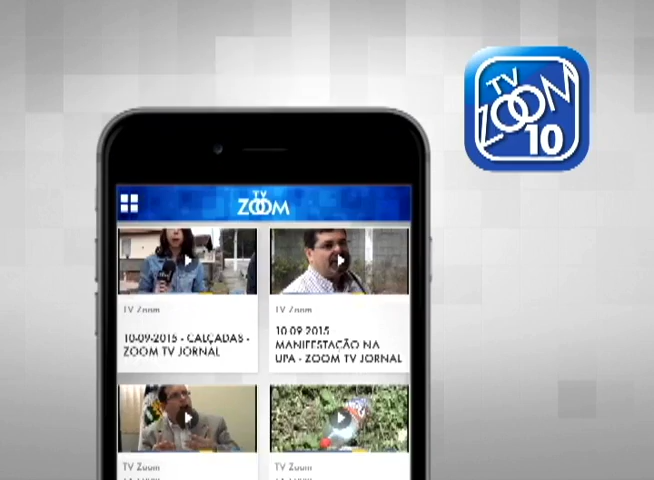 TV
ZOOM
10
TV
ZOOM
TV Zoom
10-09-2015 - CALÇADAS -
ZOOM TV JORNAL
TV Zoom
10-09-2015
MANIFESTAÇÃO NA
UPA - ZOOM TV JORNAL
TV Zoom
TV Zoom